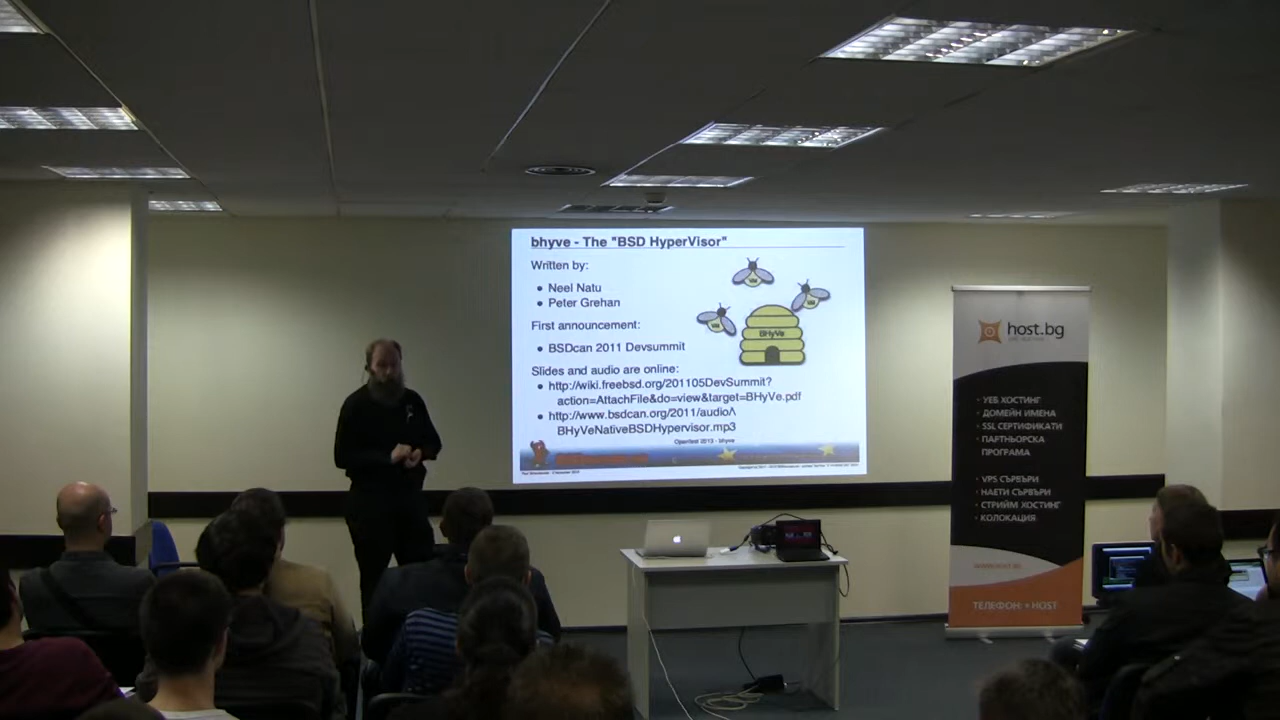 bhyve - The "BSD HyperVisor"
Written by:
Neel Natu
Peter Grehan
First announcement:
BSDcan 2011 Devsummit
Slides and audio are online:
http://wiki.freebsd.org/201105DevSummit?
action=AttachFile&do=view&target=BHyVe.pdf
http://www.bsdcan.org/2011/audio/\
BHyVeNativeBSDHypervisor.mp3
BHyVe
OpenFest 2013 - bhyve
host.bg
УЕБ ХОСТИНГ
ДОМЕЙН ИМЕНА
SSL СЕРТИФИКАТИ
ПАРТНЬОРСКА
ПРОГРАМА
VPS СЪРВЪРИ
НАЕТИ СЪРВЪРИ
СТРИЙМ ХОСТИНГ
КОЛОКАЦИЯ
ТЕЛЕФОН: * HOST